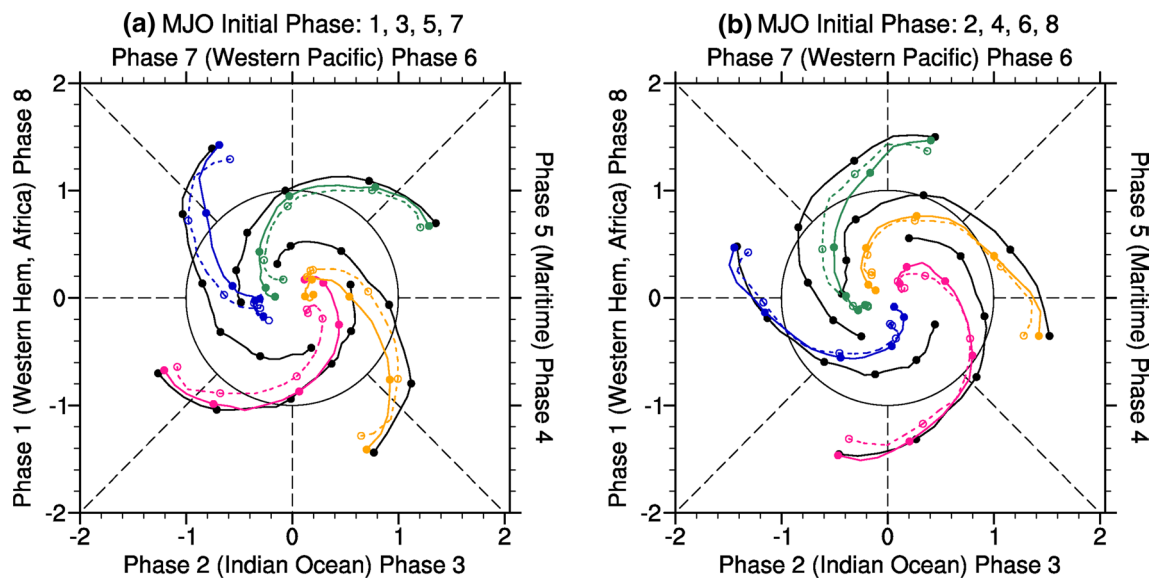 (a) MJO Initial Phase: 1, 3, 5, 7
Phase 7 (Western Pacific) Phase 6
Phase 1 (Western Hem, Africa) Phase 8
2
1
0
-1
-2
-2 -1 0 1 2
Phase 5 (Maritime) Phase 4
Phase 2 (Indian Ocean) Phase 3
(b) MJO Initial Phase: 2, 4, 6, 8
Phase 7 (Western Pacific) Phase 6
Phase 1 (Western Hem, Africa) Phase 8
2
1
0
-1
-2
-2 -1 0 1 2
Phase 5 (Maritime) Phase 4
Phase 2 (Indian Ocean) Phase 3